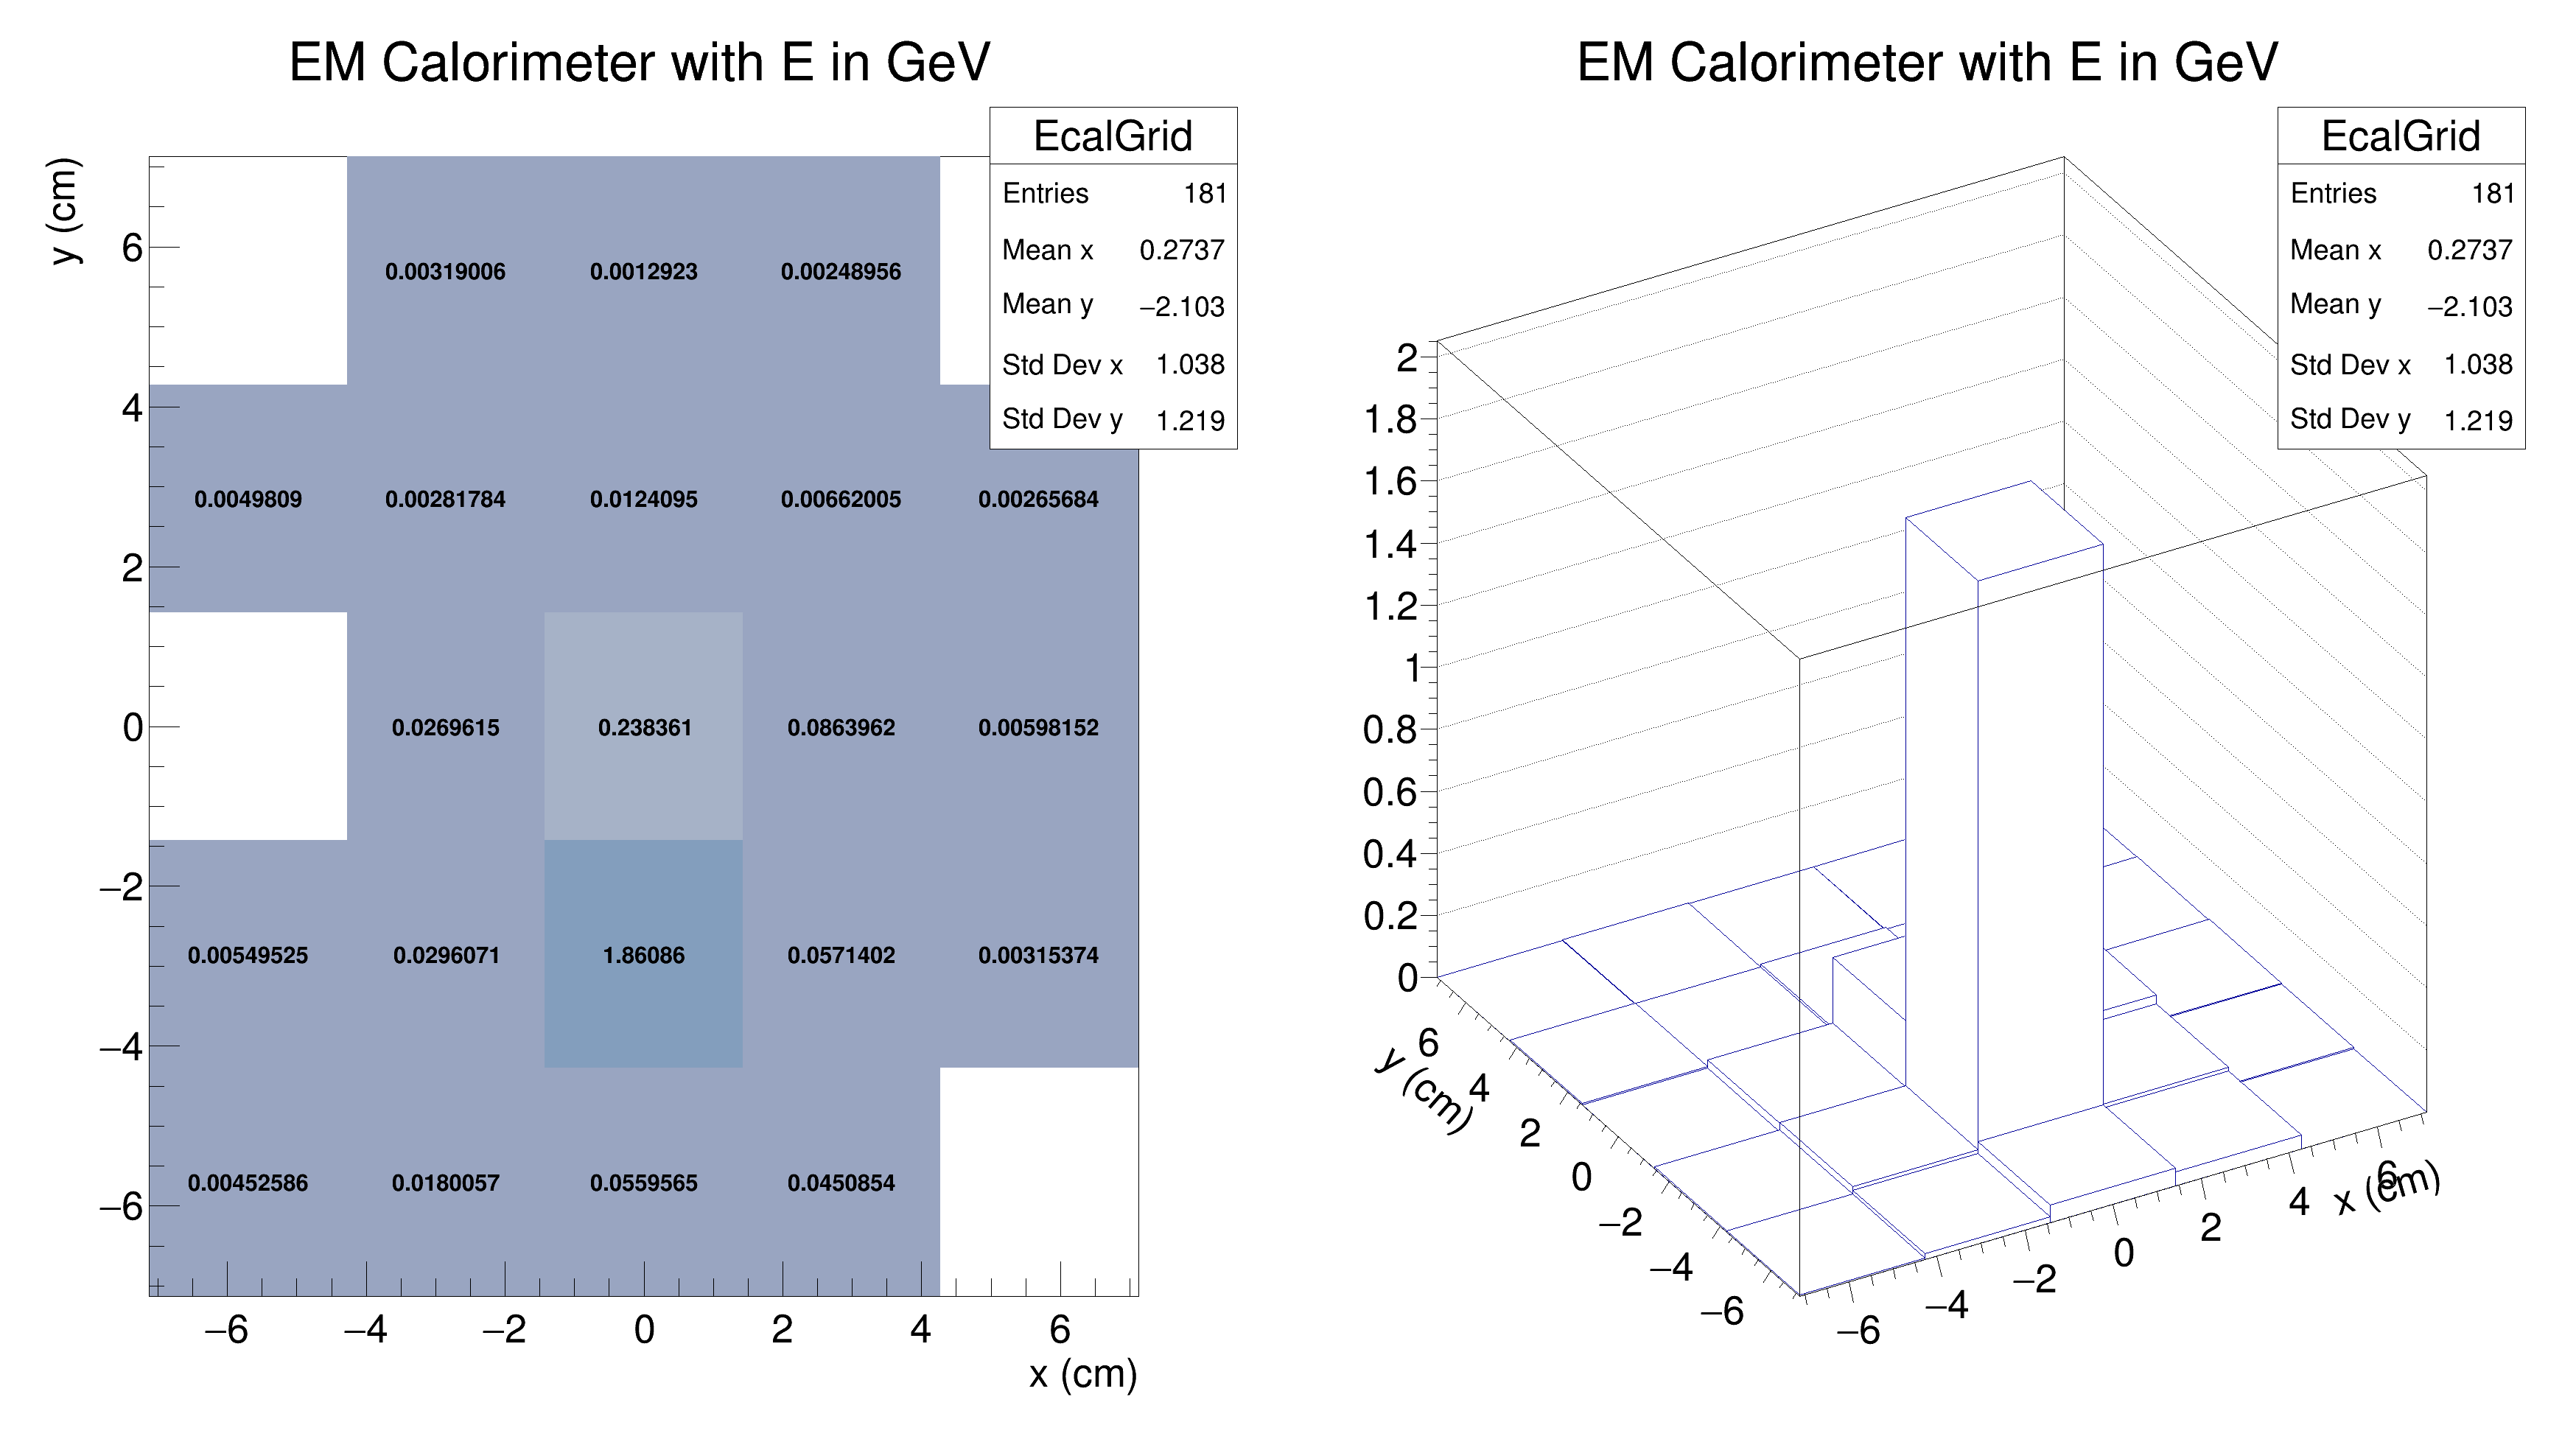 EM Calorimeter with E in GeV
EcalGrid
Entries 181
Mean x 0.2737
Mean y −2.103
Std Dev x 1.038
Std Dev y 1.219
y (cm)
6
4
2
0
−2
−4
−6
0.00319006 0.0012923 0.00248956
0.0049809 0.00281784 0.0124095 0.00662005 0.00265684
0.0269615 0.238361 0.0863962 0.00598152
0.00549525 0.0296071 1.86086 0.0571402 0.00315374
0.00452586 0.0180057 0.0559565 0.0450854
−6 −4 −2 0 2 4 6
x (cm)
EM Calorimeter with E in GeV
EcalGrid
Entries 181
Mean x 0.2737
Mean y −2.103
Std Dev x 1.038
Std Dev y 1.219
2
1.8
1.6
1.4
1.2
1
0.8
0.6
0.4
0.2
0
y (cm)
6
4
2
0
−2
−4
−6
−6
−4
−2
0
2
4
6
x (cm)